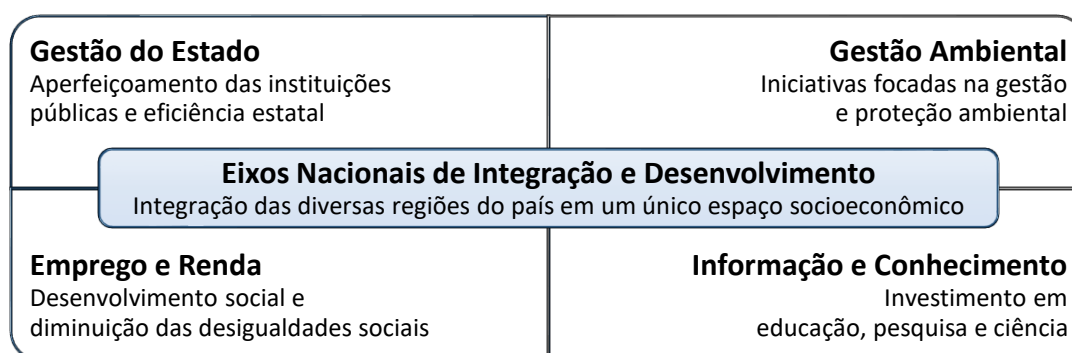 Gestão do Estado
Aperfeiçoamento das instituições
públicas e eficiência estatal
Gestão Ambiental
Iniciativas focadas na gestão
e proteção ambiental
Eixos Nacionais de Integração e Desenvolvimento
Integração das diversas regiões do país em um único espaço socioeconômico
Emprego e Renda
Desenvolvimento social e
diminuição das desigualdades sociais
Informação e Conhecimento
Investimento em
educação, pesquisa e ciência